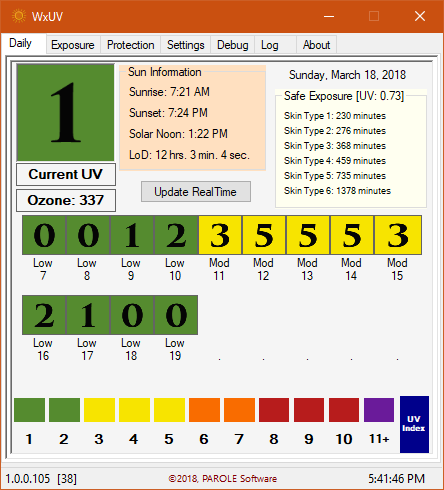 WxUV
Daily Exposure Protection Settings Debug Log About
1
Current UV
Ozone: 337
Sun Information
Sunrise: 7:21 AM
Sunset: 7:24 PM
Solar Noon: 1:22 PM
LoD: 12 hrs. 3 min. 4 sec.
Update RealTime
Sunday, March 18, 2018
Safe Exposure [UV: 0.73]
Skin Type 1: 230 minutes
Skin Type 2: 276 minutes
Skin Type 3: 368 minutes
Skin Type 4: 459 minutes
Skin Type 5: 735 minutes
Skin Type 6: 1378 minutes
0 0 1 2 3 5 5 5 3
Low Low Low Low Mod Mod Mod Mod Mod
7 8 9 10 11 12 13 14 15
2 1 0 0
Low Low Low Low
16 17 18 19 . . . . .
1 2 3 4 5 6 7 8 9 10 11+
UV
Index
1.0.0.105 [38] ©2018, PAROLE Software 5:41:46 PM